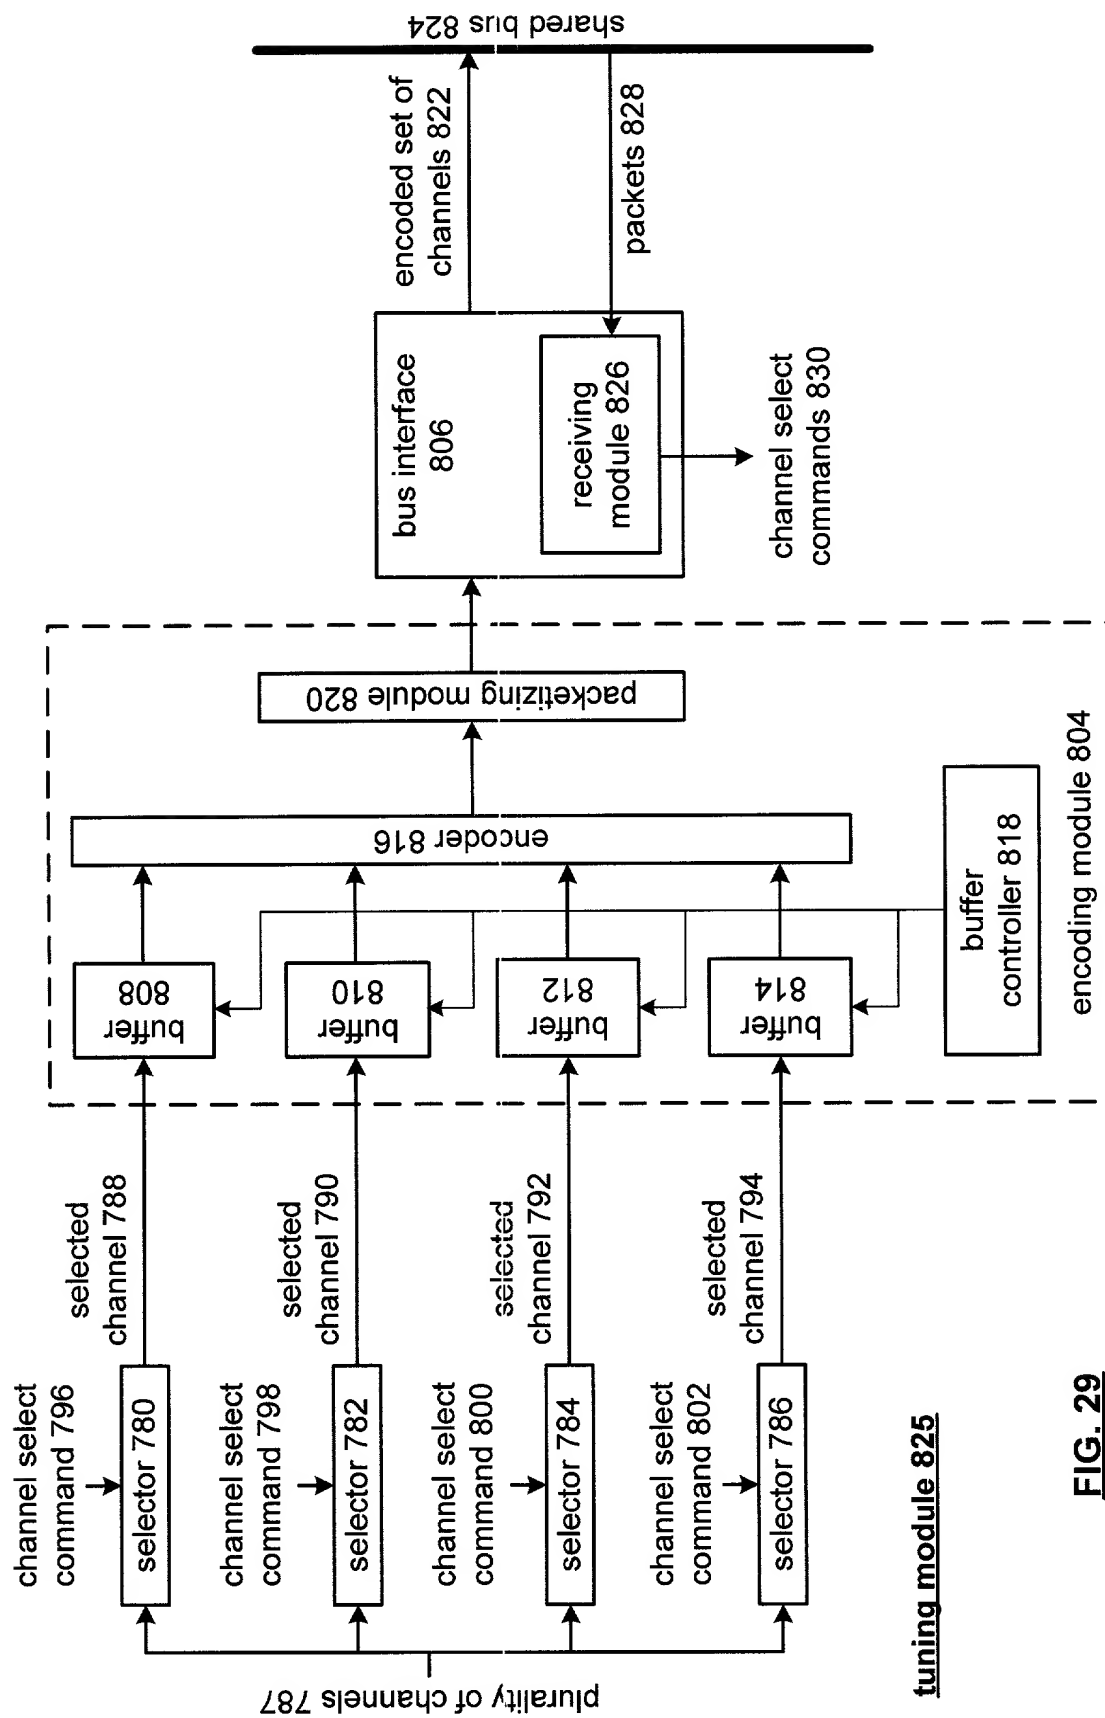 plurality of channels 787
channel select
command 796
selector 780
channel select
command 798
selector 782
channel select
command 800
selector 784
channel select
command 802
selector 786
selected
channel 788
selected
channel 790
selected
channel 792
selected
channel 794
buffer
808
buffer
810
buffer
812
buffer
814
encoder 816
buffer
controller 818
packetizing module 820
encoding module 804
bus interface
806
receiving
module 826
channel select
commands 830
encoded set of
channels 822
packets 828
shared bus 824
tuning module 825
FIG. 29